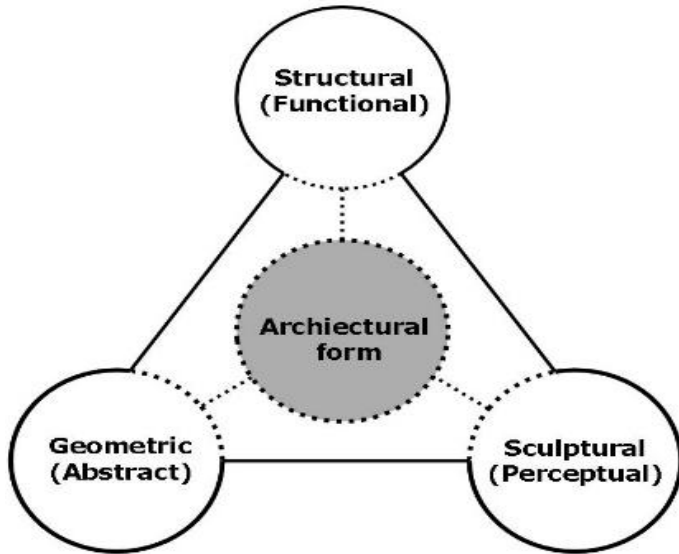 Structural
(Functional)
Archiectural
form
Geometric
(Abstract)
Sculptural
(Perceptual)